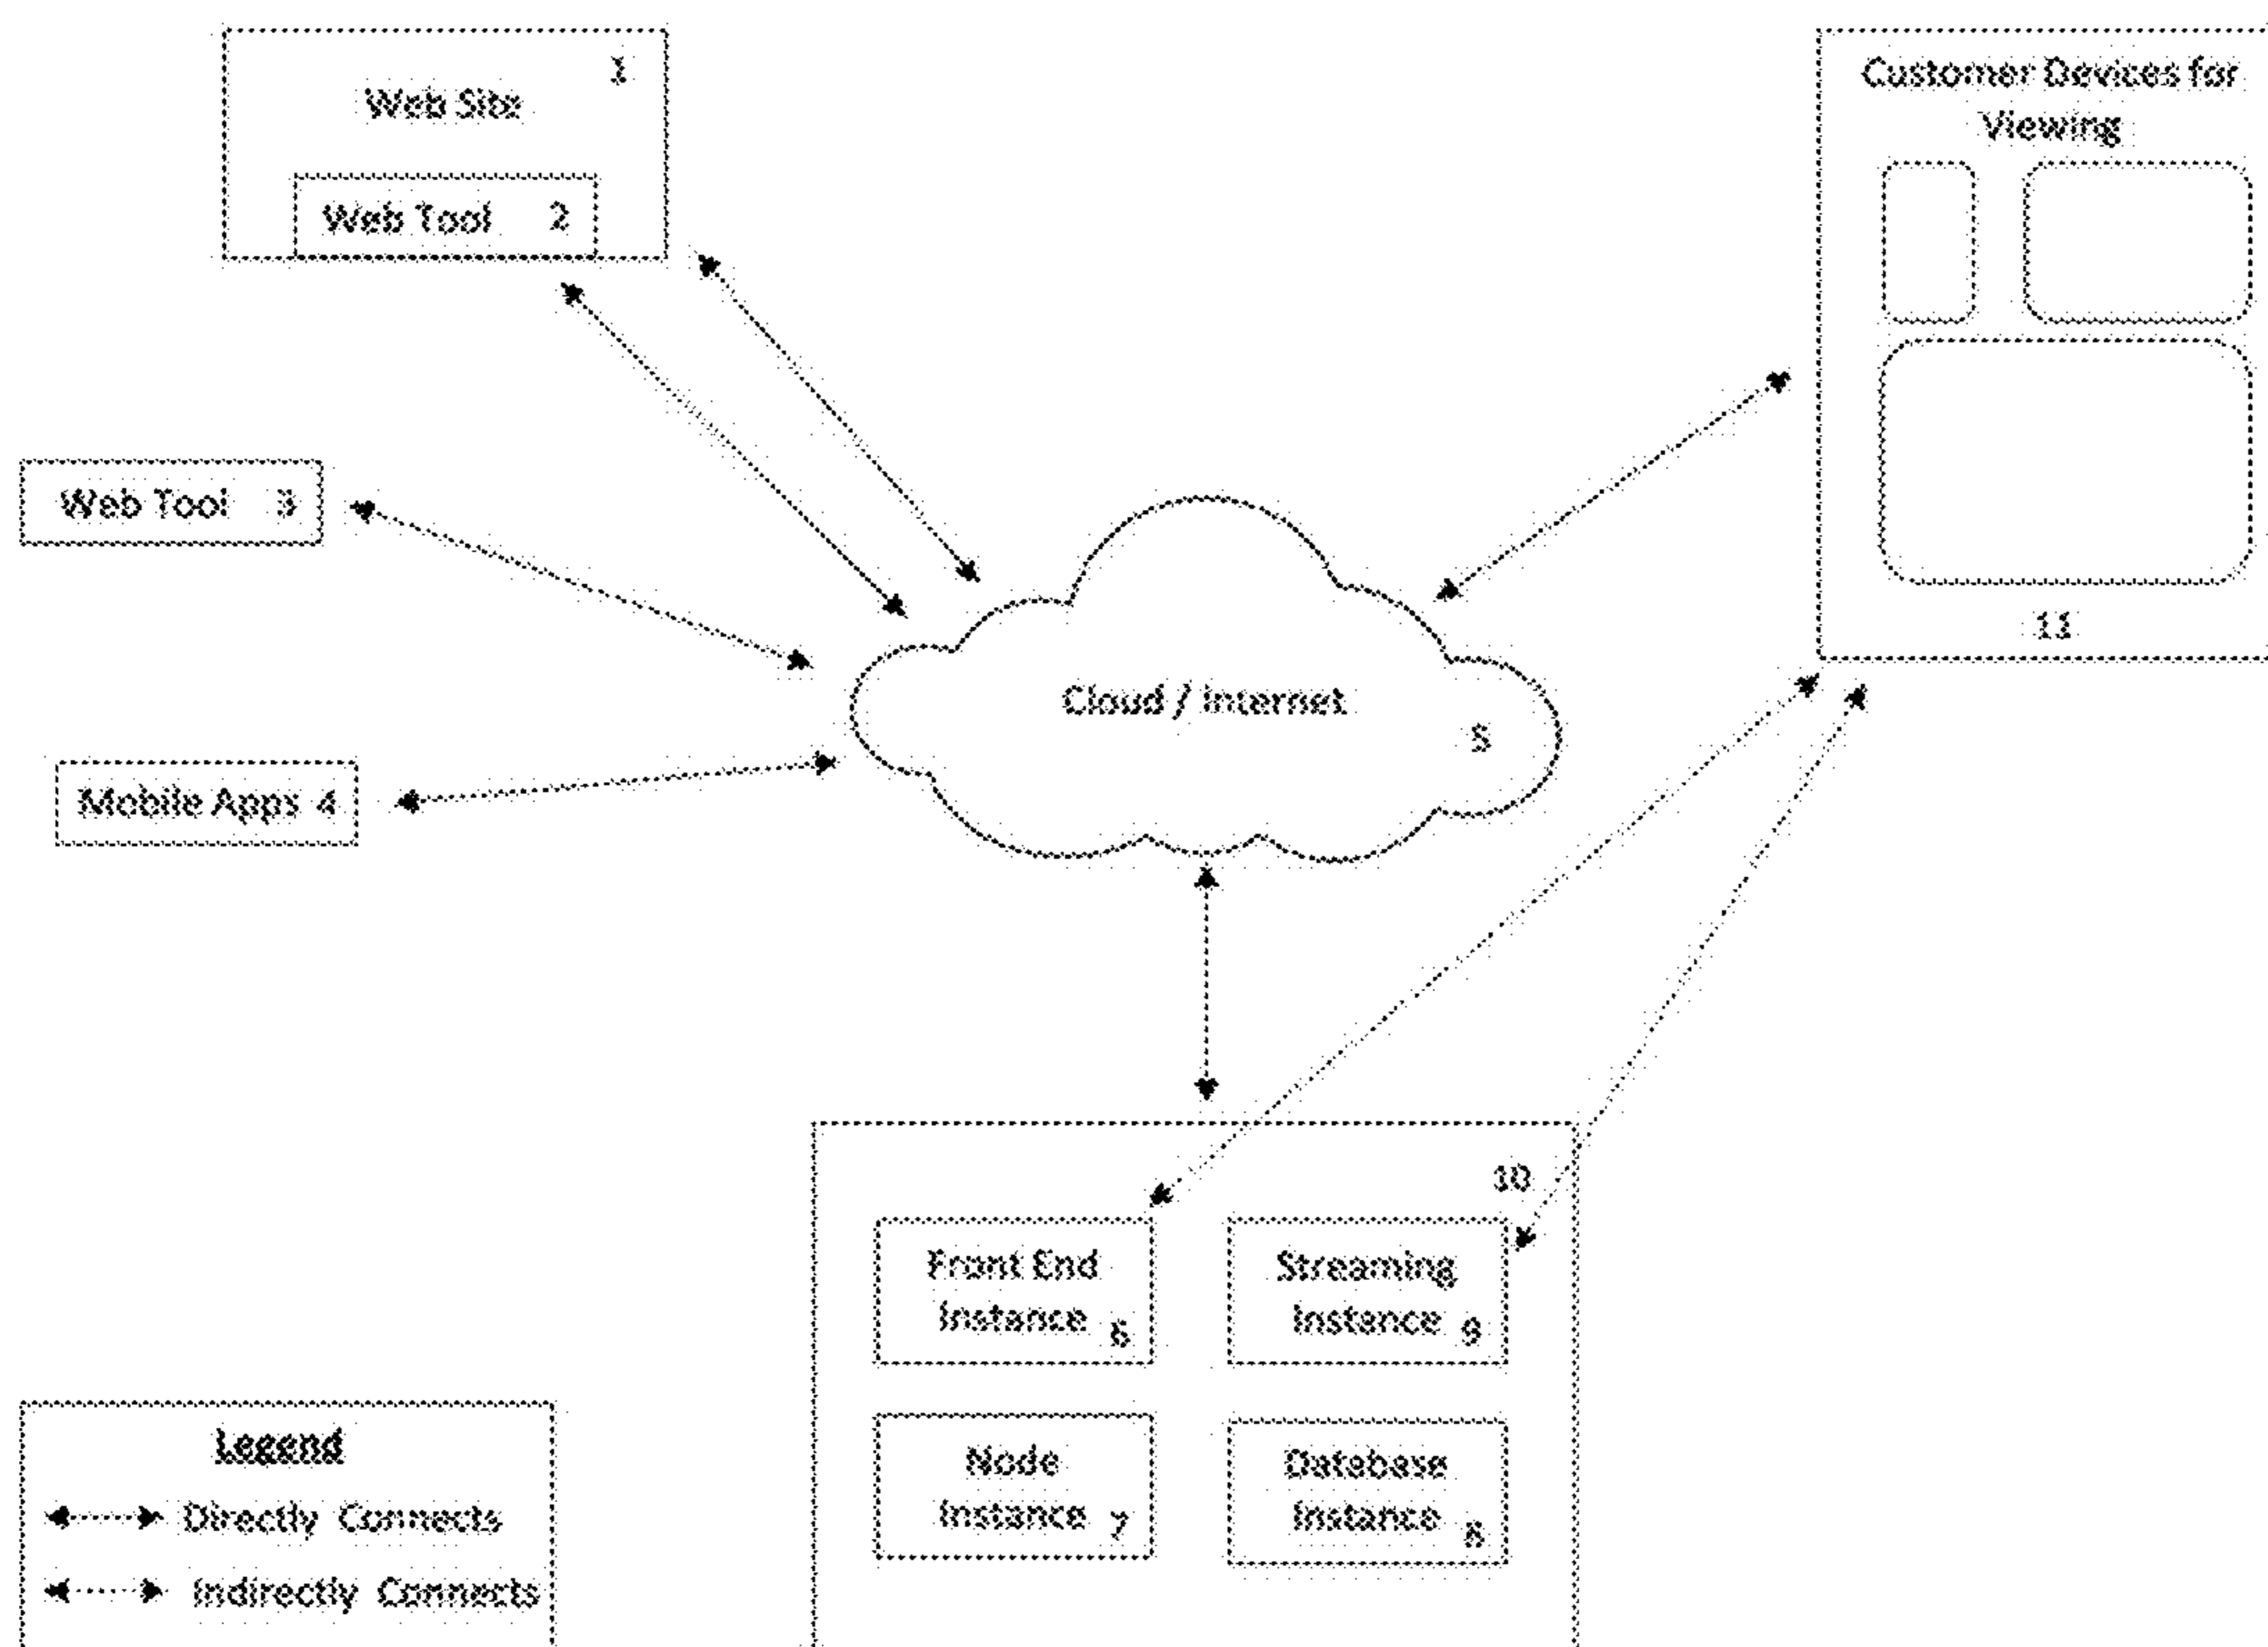 1
Web Site
Web Tool 2
Customer Devices for
Viewing
11
Web Tool 3
Cloud / Internet
5
Mobile Apps 4
10
Front End
Instance 6
Streaming
Instance 9
Node
Instance 7
Database
Instance 8
Legend
Directly Connects
Indirectly Connects